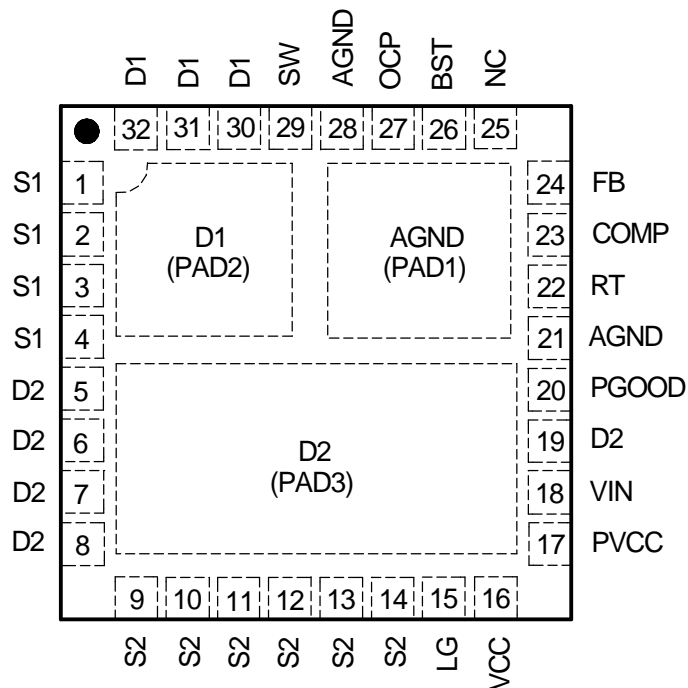 D1 D1 D1 SW AGND OCP BST NC
32 31 30 29 28 27 26 25
S1 1 24 FB
S1 2 23 COMP
S1 3 22 RT
S1 4 21 AGND
D1
(PAD2)
AGND
(PAD1)
D2 5 20 PGOOD
D2 6 19 D2
D2 7 18 VIN
D2 8 17 PVCC
D2
(PAD3)
9 10 11 12 13 14 15 16
S2 S2 S2 S2 S2 S2 LG VCC